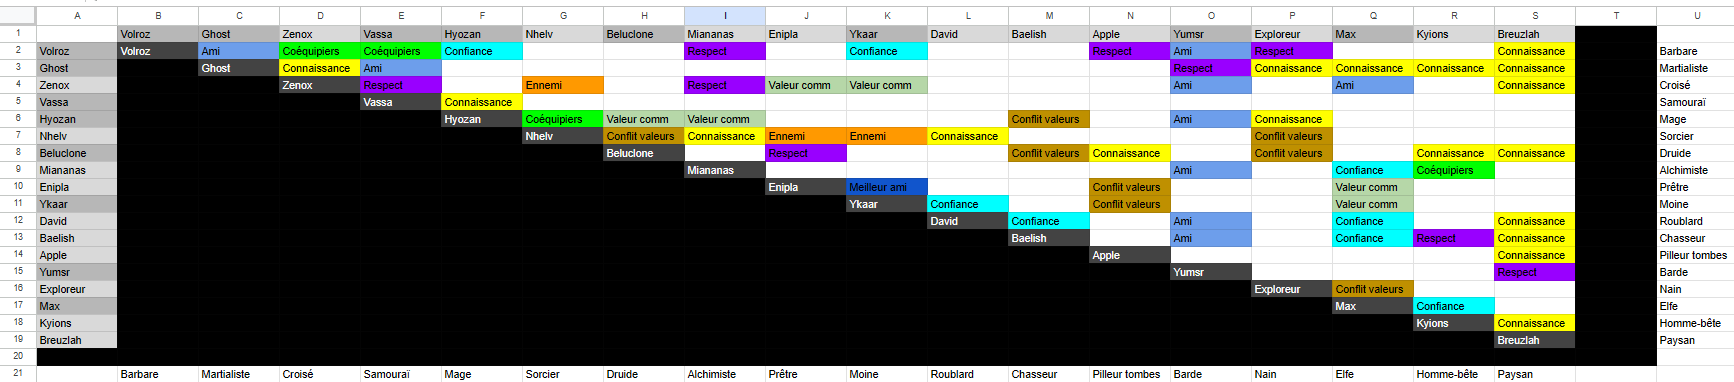 A B C D E F G H I J K L M N O P Q R S T U
1 Volroz Ghost Zenox Vassa Hyozan Nhelv Beluclone Miananas Enipla Ykaar David Baelish Apple Yumsr Exploreur Max Kyions Breuzlah
2 Volroz Volroz Ami Coéquipiers Coéquipiers Confiance Respect Confiance Respect Ami Respect Connaissance Barbare
3 Ghost Ghost Connaissance Ami Respect Connaissance Connaissance Connaissance Connaissance Martialiste
4 Zenox Zenox Respect Ennemi Respect Valeur comm Valeur comm Ami Ami Connaissance Croisé
5 Vassa Vassa Connaissance Samouraï
6 Hyozan Hyozan Coéquipiers Valeur comm Valeur comm Conflit valeurs Ami Connaissance Mage
7 Nhelv Nhelv Conflit valeurs Connaissance Ennemi Ennemi Connaissance Conflit valeurs Sorcier
8 Beluclone Beluclone Respect Conflit valeurs Connaissance Conflit valeurs Connaissance Connaissance Druide
9 Miananas Miananas Ami Confiance Coéquipiers Alchimiste
10 Enipla Enipla Meilleur ami Conflit valeurs Valeur comm Prêtre
11 Ykaar Ykaar Confiance Conflit valeurs Valeur comm Moine
12 David David Confiance Ami Confiance Connaissance Roublard
13 Baelish Baelish Ami Confiance Respect Connaissance Chasseur
14 Apple Apple Connaissance Pilleur tombes
15 Yumsr Yumsr Respect Barde
16 Exploreur Exploreur Conflit valeurs Nain
17 Max Max Confiance Elfe
18 Kyions Kyions Connaissance Homme-bête
19 Breuzlah Breuzlah Paysan
20
21 Barbare Martialiste Croisé Samouraï Mage Sorcier Druide Alchimiste Prêtre Moine Roublard Chasseur Pilleur tombes Barde Nain Elfe Homme-bête Paysan